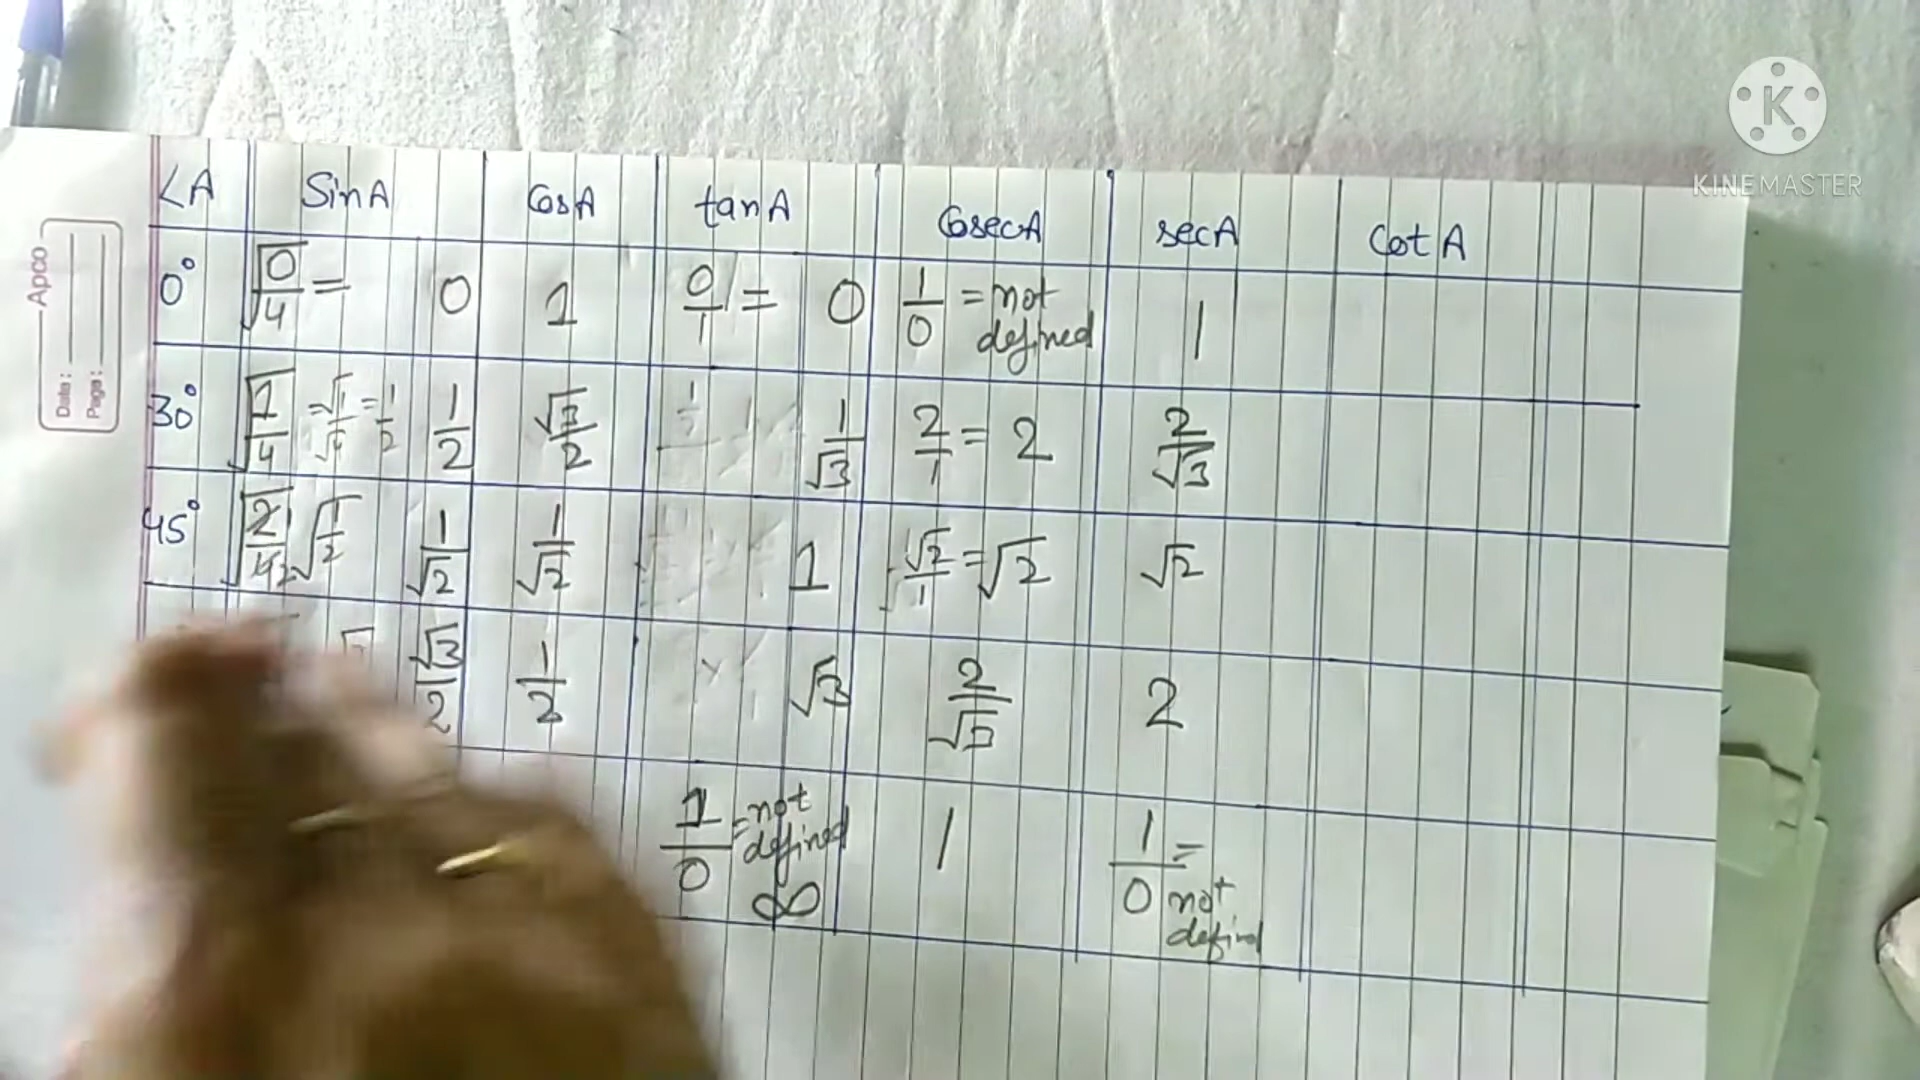 KINEMASTER
Apco
Date:
Page:
<A SinA CosA tanA CosecA secA Cot A
0° √0/√4 = 0 1 0/1 = 0 1/0 = not defined 1
30° √1/√4 = √1/√4 = 1/2 1/2 √3/2 1/√3 2/1 = 2 2/√3
45° √2/4 √1/2 1/√2 1/√2 1 √2/1 = √2 √2
√3/2 1/2 √3 2/√3 2
1/0 = not defined ∞ 1 1/0 = not defined